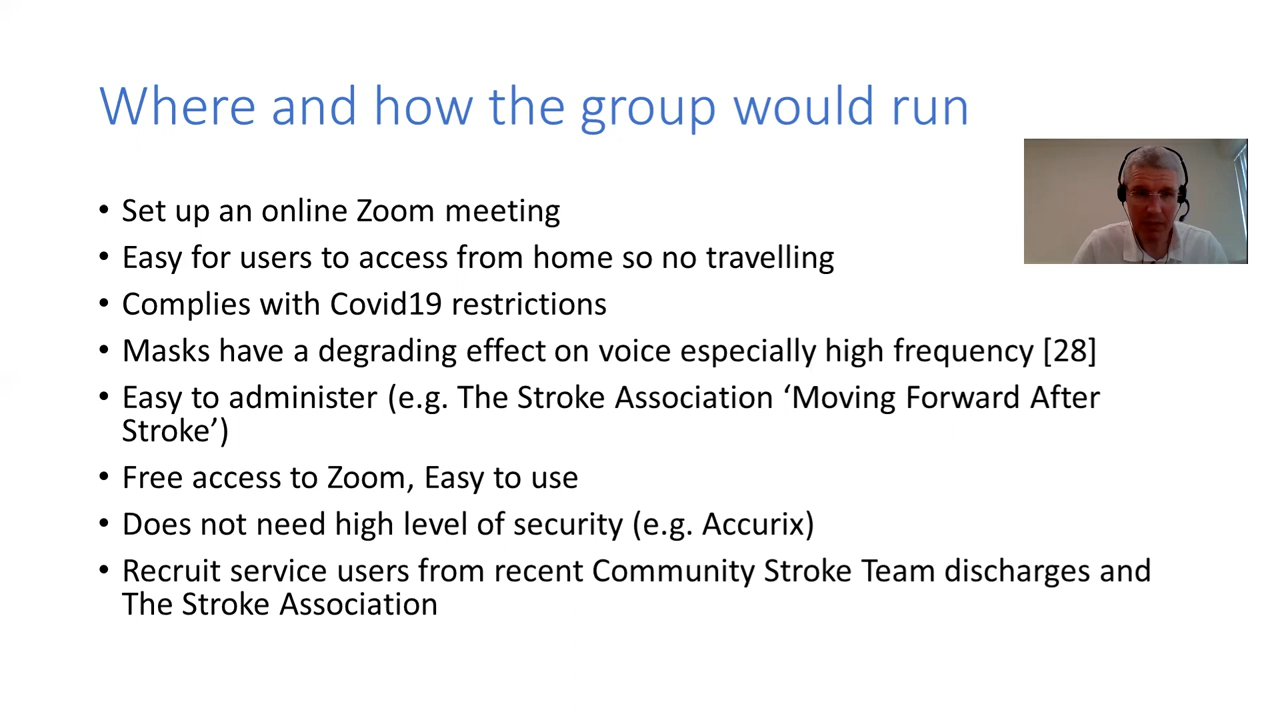 Where and how the group would run
• Set up an online Zoom meeting
• Easy for users to access from home so no travelling
• Complies with Covid19 restrictions
• Masks have a degrading effect on voice especially high frequency [28]
• Easy to administer (e.g. The Stroke Association ‘Moving Forward After
Stroke’)
• Free access to Zoom, Easy to use
• Does not need high level of security (e.g. Accurix)
• Recruit service users from recent Community Stroke Team discharges and
The Stroke Association